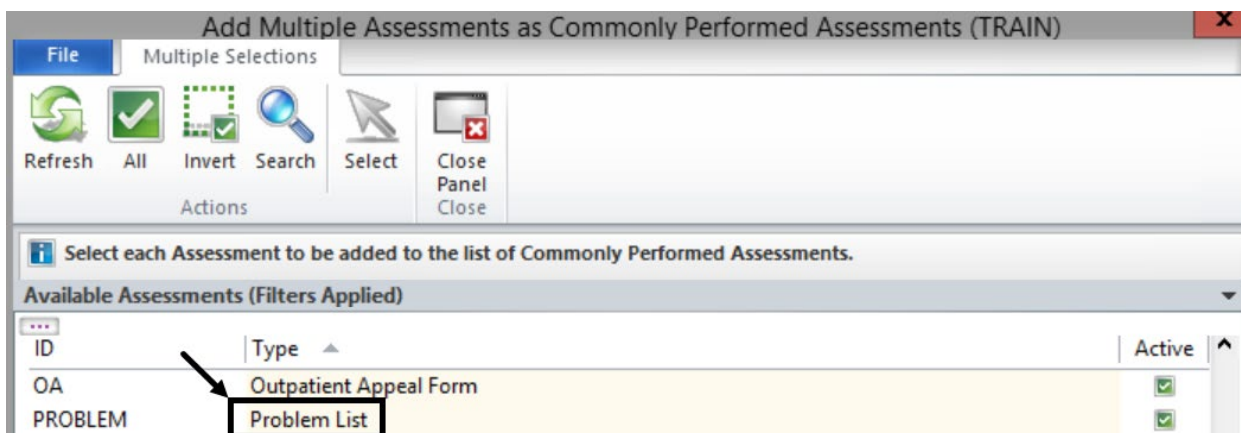 Add Multiple Assessments as Commonly Performed Assessments (TRAIN)
x
File Multiple Selections
Refresh All Invert Search Select Close Panel
Actions Close
Select each Assessment to be added to the list of Commonly Performed Assessments.
Available Assessments (Filters Applied)
ID Type Active
OA Outpatient Appeal Form
PROBLEM Problem List